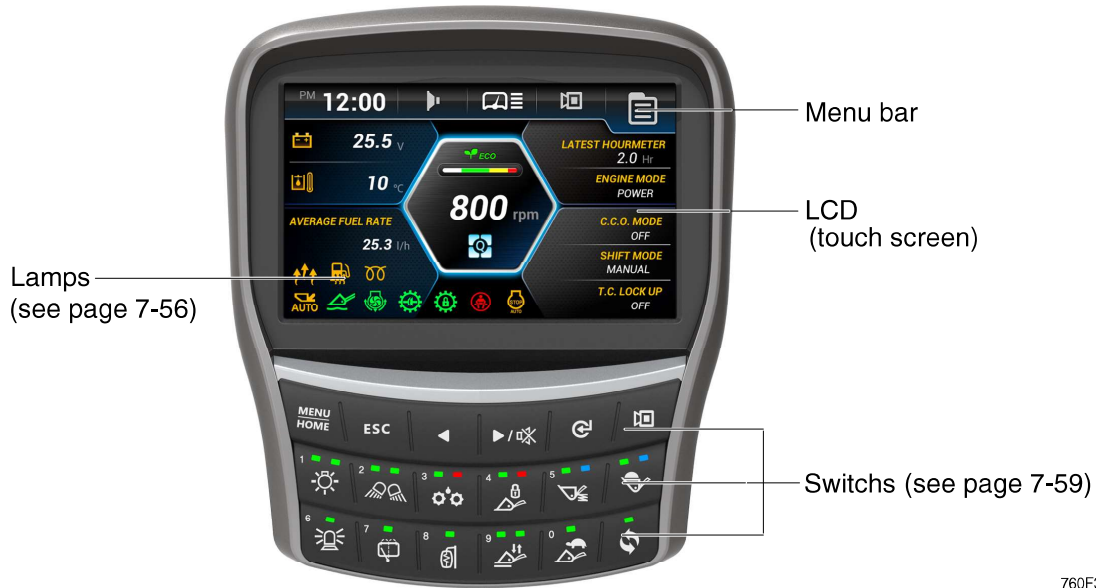 PM 12:00
Menu bar
25.5 V
LATEST HOURMETER
2.0 Hr
ECO
10 °C
ENGINE MODE
POWER
800 rpm
AVERAGE FUEL RATE
25.3 l/h
C.C.O. MODE
OFF
LCD
(touch screen)
Q
SHIFT MODE
MANUAL
Lamps
(see page 7-56)
T.C. LOCK UP
OFF
AUTO
STOP
AUTO
MENU
HOME
ESC
1 2 3 4 5
Switchs (see page 7-59)
6 7 8 9 0